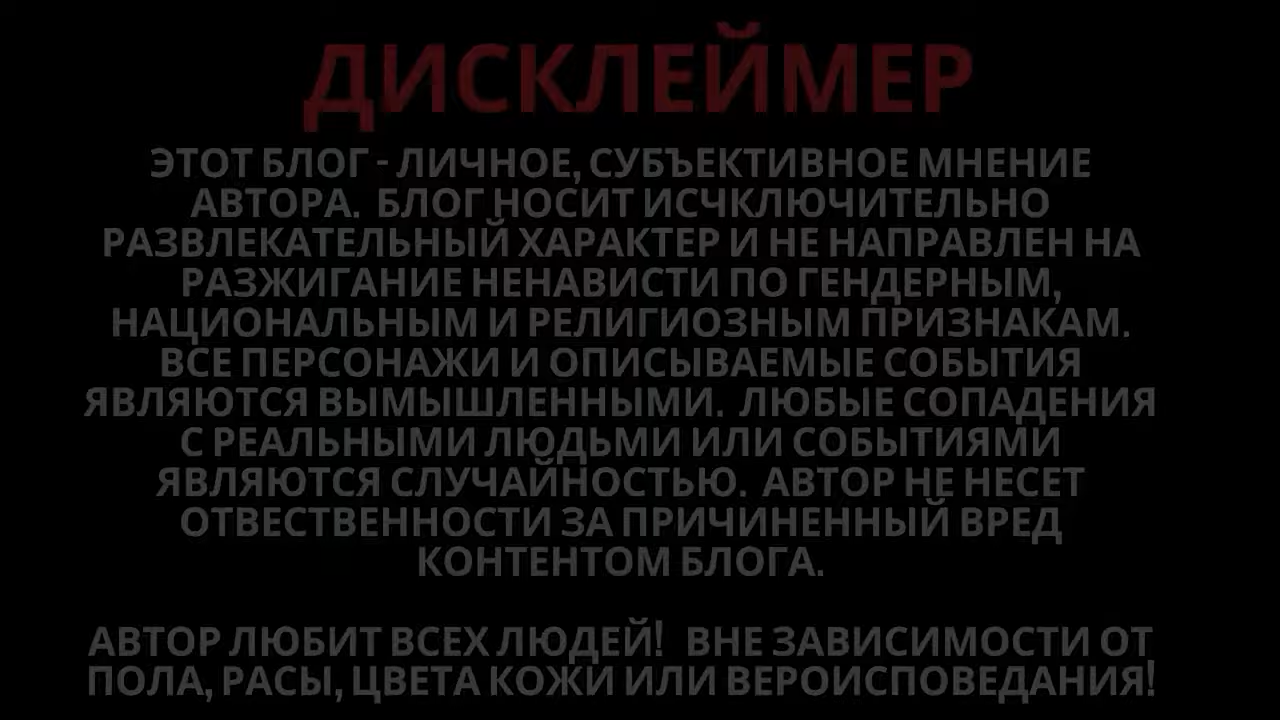 ДИСКЛЕЙМЕР
ЭТОТ БЛОГ - ЛИЧНОЕ, СУБЪЕКТИВНОЕ МНЕНИЕ
АВТОРА. БЛОГ НОСИТ ИСЧКЛЮЧИТЕЛЬНО
РАЗВЛЕКАТЕЛЬНЫЙ ХАРАКТЕР И НЕ НАПРАВЛЕН НА
РАЗЖИГАНИЕ НЕНАВИСТИ ПО ГЕНДЕРНЫМ,
НАЦИОНАЛЬНЫМ И РЕЛИГИОЗНЫМ ПРИЗНАКАМ.
ВСЕ ПЕРСОНАЖИ И ОПИСЫВАЕМЫЕ СОБЫТИЯ
ЯВЛЯЮТСЯ ВЫМЫШЛЕННЫМИ. ЛЮБЫЕ СОПАДЕНИЯ
С РЕАЛЬНЫМИ ЛЮДЬМИ ИЛИ СОБЫТИЯМИ
ЯВЛЯЮТСЯ СЛУЧАЙНОСТЬЮ. АВТОР НЕ НЕСЕТ
ОТВЕСТВЕННОСТИ ЗА ПРИЧИНЕННЫЙ ВРЕД
КОНТЕНТОМ БЛОГА.
АВТОР ЛЮБИТ ВСЕХ ЛЮДЕЙ! ВНЕ ЗАВИСИМОСТИ ОТ
ПОЛА, РАСЫ, ЦВЕТА КОЖИ ИЛИ ВЕРОИСПОВЕДАНИЯ!